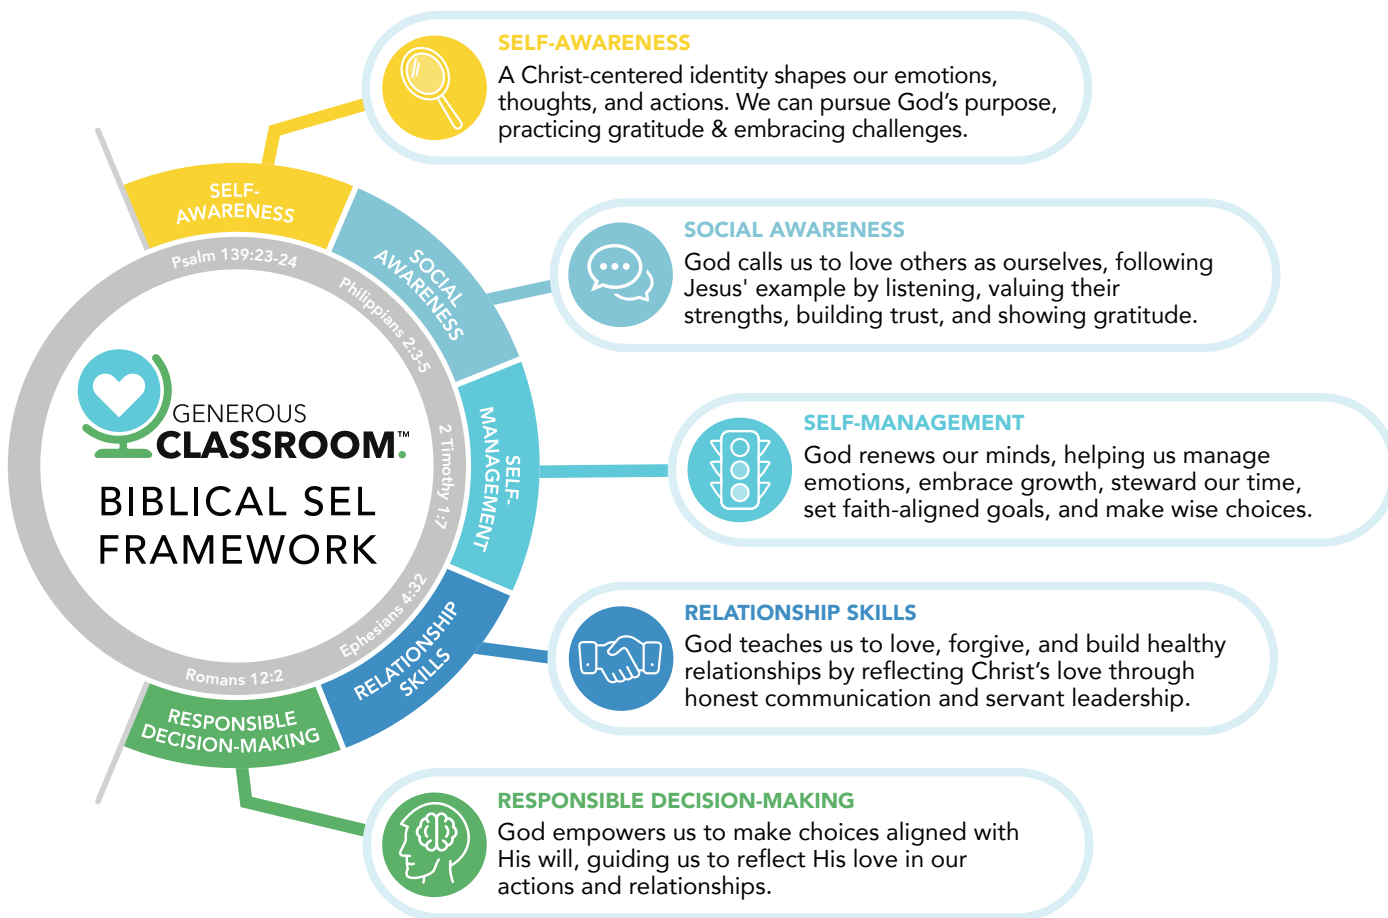 SELF-AWARENESS
A Christ-centered identity shapes our emotions,
thoughts, and actions. We can pursue God’s purpose,
practicing gratitude & embracing challenges.
SELF-
AWARENESS
Psalm 139:23-24
SOCIAL AWARENESS
God calls us to love others as ourselves, following
Jesus' example by listening, valuing their
strengths, building trust, and showing gratitude.
SOCIAL
AWARENESS
Philippians 2:3-5
GENEROUS
CLASSROOM.™
BIBLICAL SEL
FRAMEWORK
SELF-MANAGEMENT
God renews our minds, helping us manage
emotions, embrace growth, steward our time,
set faith-aligned goals, and make wise choices.
SELF-
MANAGEMENT
2 Timothy 1:7
RELATIONSHIP SKILLS
God teaches us to love, forgive, and build healthy
relationships by reflecting Christ’s love through
honest communication and servant leadership.
Ephesians 4:32
RELATIONSHIP
SKILLS
Romans 12:2
RESPONSIBLE
DECISION-MAKING
RESPONSIBLE DECISION-MAKING
God empowers us to make choices aligned with
His will, guiding us to reflect His love in our
actions and relationships.